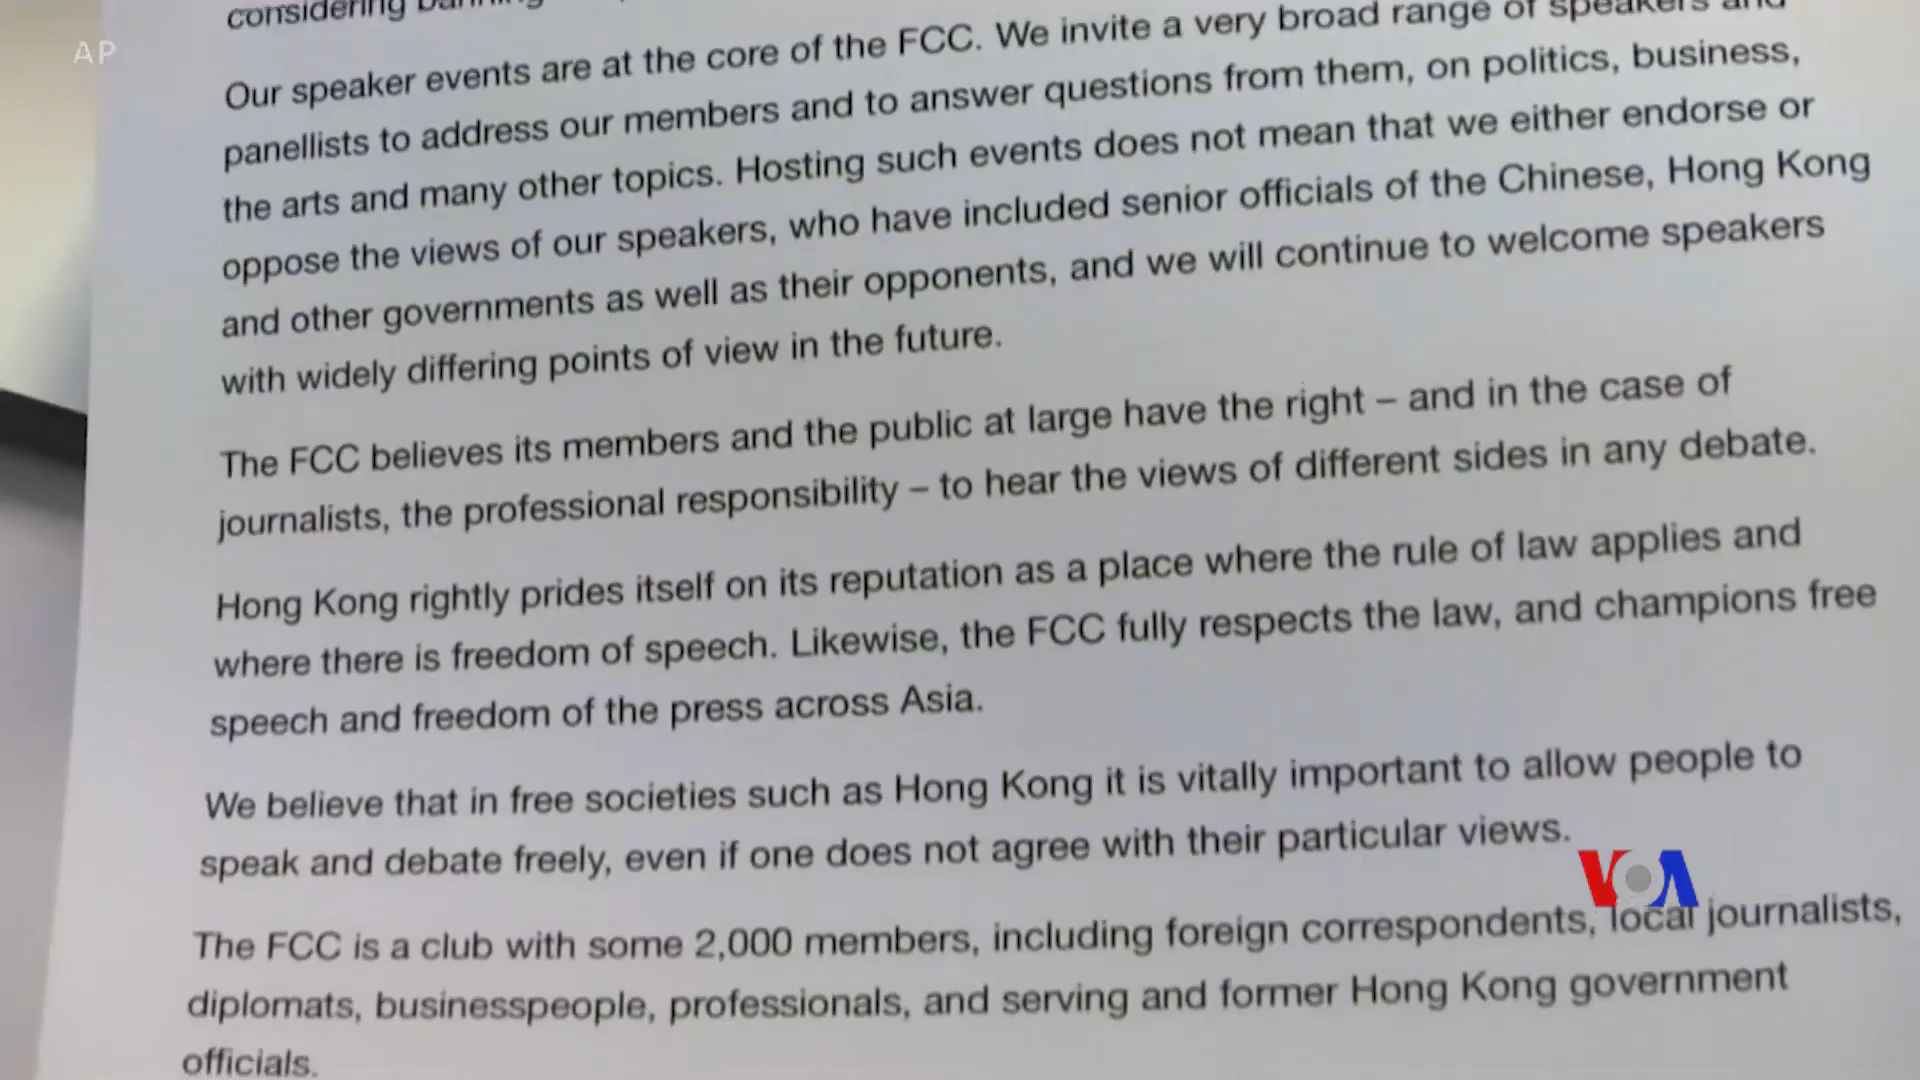 AP
considering
Our speaker events are at the core of the FCC. We invite a very broad range of speakers and
panellists to address our members and to answer questions from them, on politics, business,
the arts and many other topics. Hosting such events does not mean that we either endorse or
oppose the views of our speakers, who have included senior officials of the Chinese, Hong Kong
and other governments as well as their opponents, and we will continue to welcome speakers
with widely differing points of view in the future.
The FCC believes its members and the public at large have the right – and in the case of
journalists, the professional responsibility – to hear the views of different sides in any debate.
Hong Kong rightly prides itself on its reputation as a place where the rule of law applies and
where there is freedom of speech. Likewise, the FCC fully respects the law, and champions free
speech and freedom of the press across Asia.
We believe that in free societies such as Hong Kong it is vitally important to allow people to
speak and debate freely, even if one does not agree with their particular views.
VOA
The FCC is a club with some 2,000 members, including foreign correspondents, local journalists,
diplomats, businesspeople, professionals, and serving and former Hong Kong government
officials.